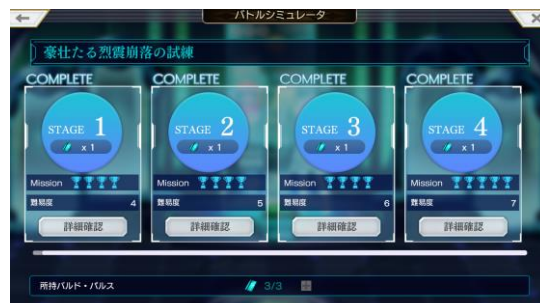 バトルシミュレータ
豪壮たる烈震崩落の試練
COMPLETE
STAGE 1
x 1
Mission
難易度 4
詳細確認
COMPLETE
STAGE 2
x 1
Mission
難易度 5
詳細確認
COMPLETE
STAGE 3
x 1
Mission
難易度 6
詳細確認
COMPLETE
STAGE 4
x 1
Mission
難易度 7
詳細確認
所持バルド・パルス 3/3